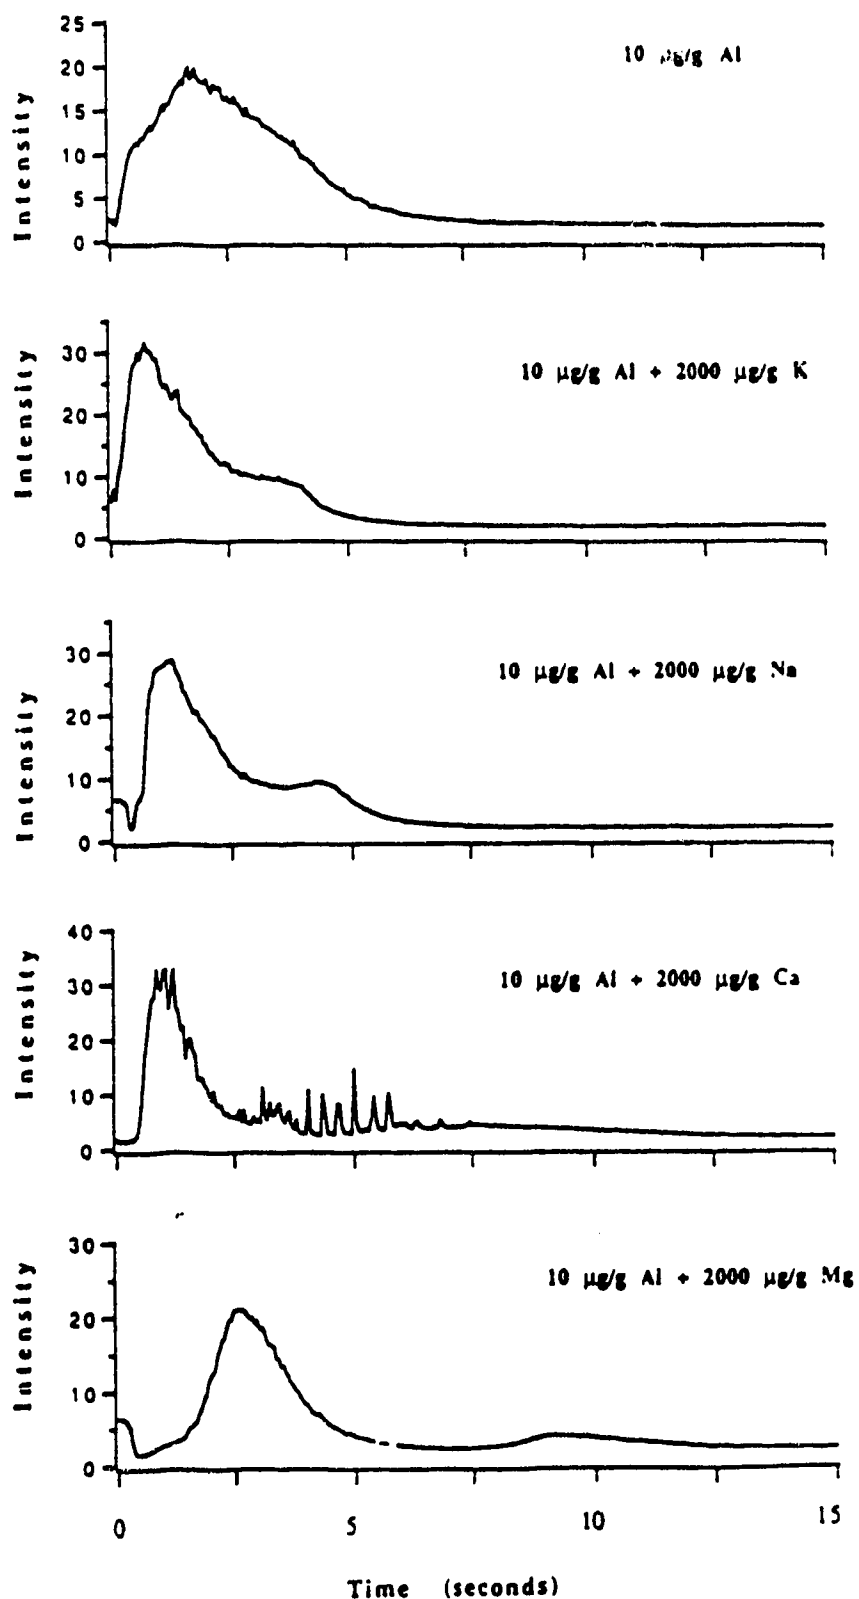 25
20
15
10
5
0
Intensity
10 µg/g Al
30
20
10
0
Intensity
10 µg/g Al + 2000 µg/g K
30
20
10
0
Intensity
10 µg/g Al + 2000 µg/g Na
40
30
20
10
0
Intensity
10 µg/g Al + 2000 µg/g Ca
30
20
10
0
Intensity
10 µg/g Al + 2000 µg/g Mg
0 5 10 15
Time (seconds)